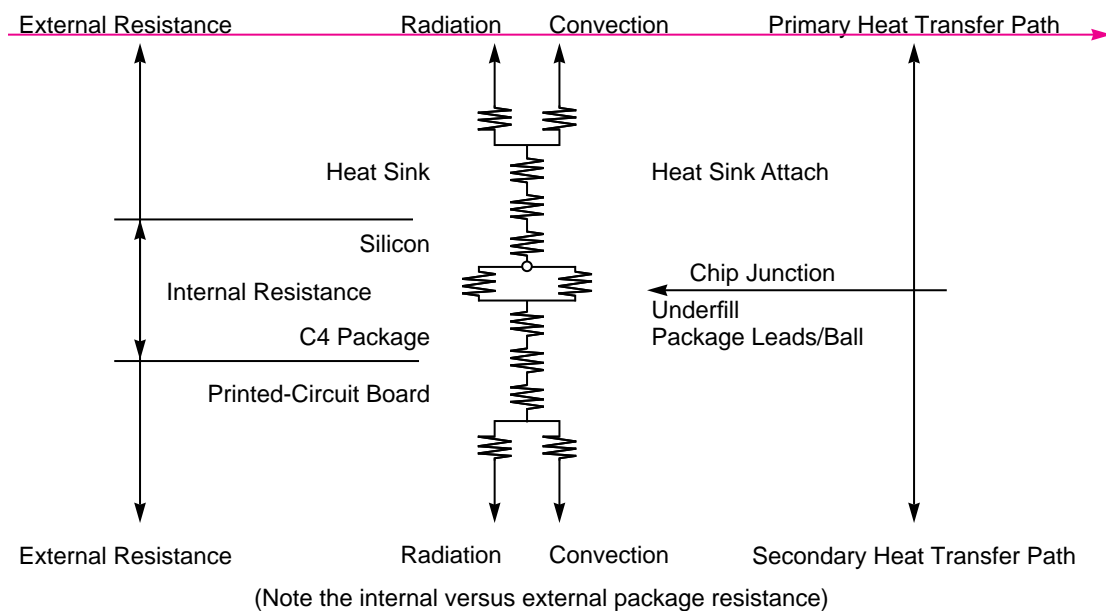 External Resistance
Radiation
Convection
Primary Heat Transfer Path
Heat Sink
Heat Sink Attach
Silicon
Chip Junction
Internal Resistance
Underfill
C4 Package
Package Leads/Ball
Printed-Circuit Board
External Resistance
Radiation
Convection
Secondary Heat Transfer Path
(Note the internal versus external package resistance)